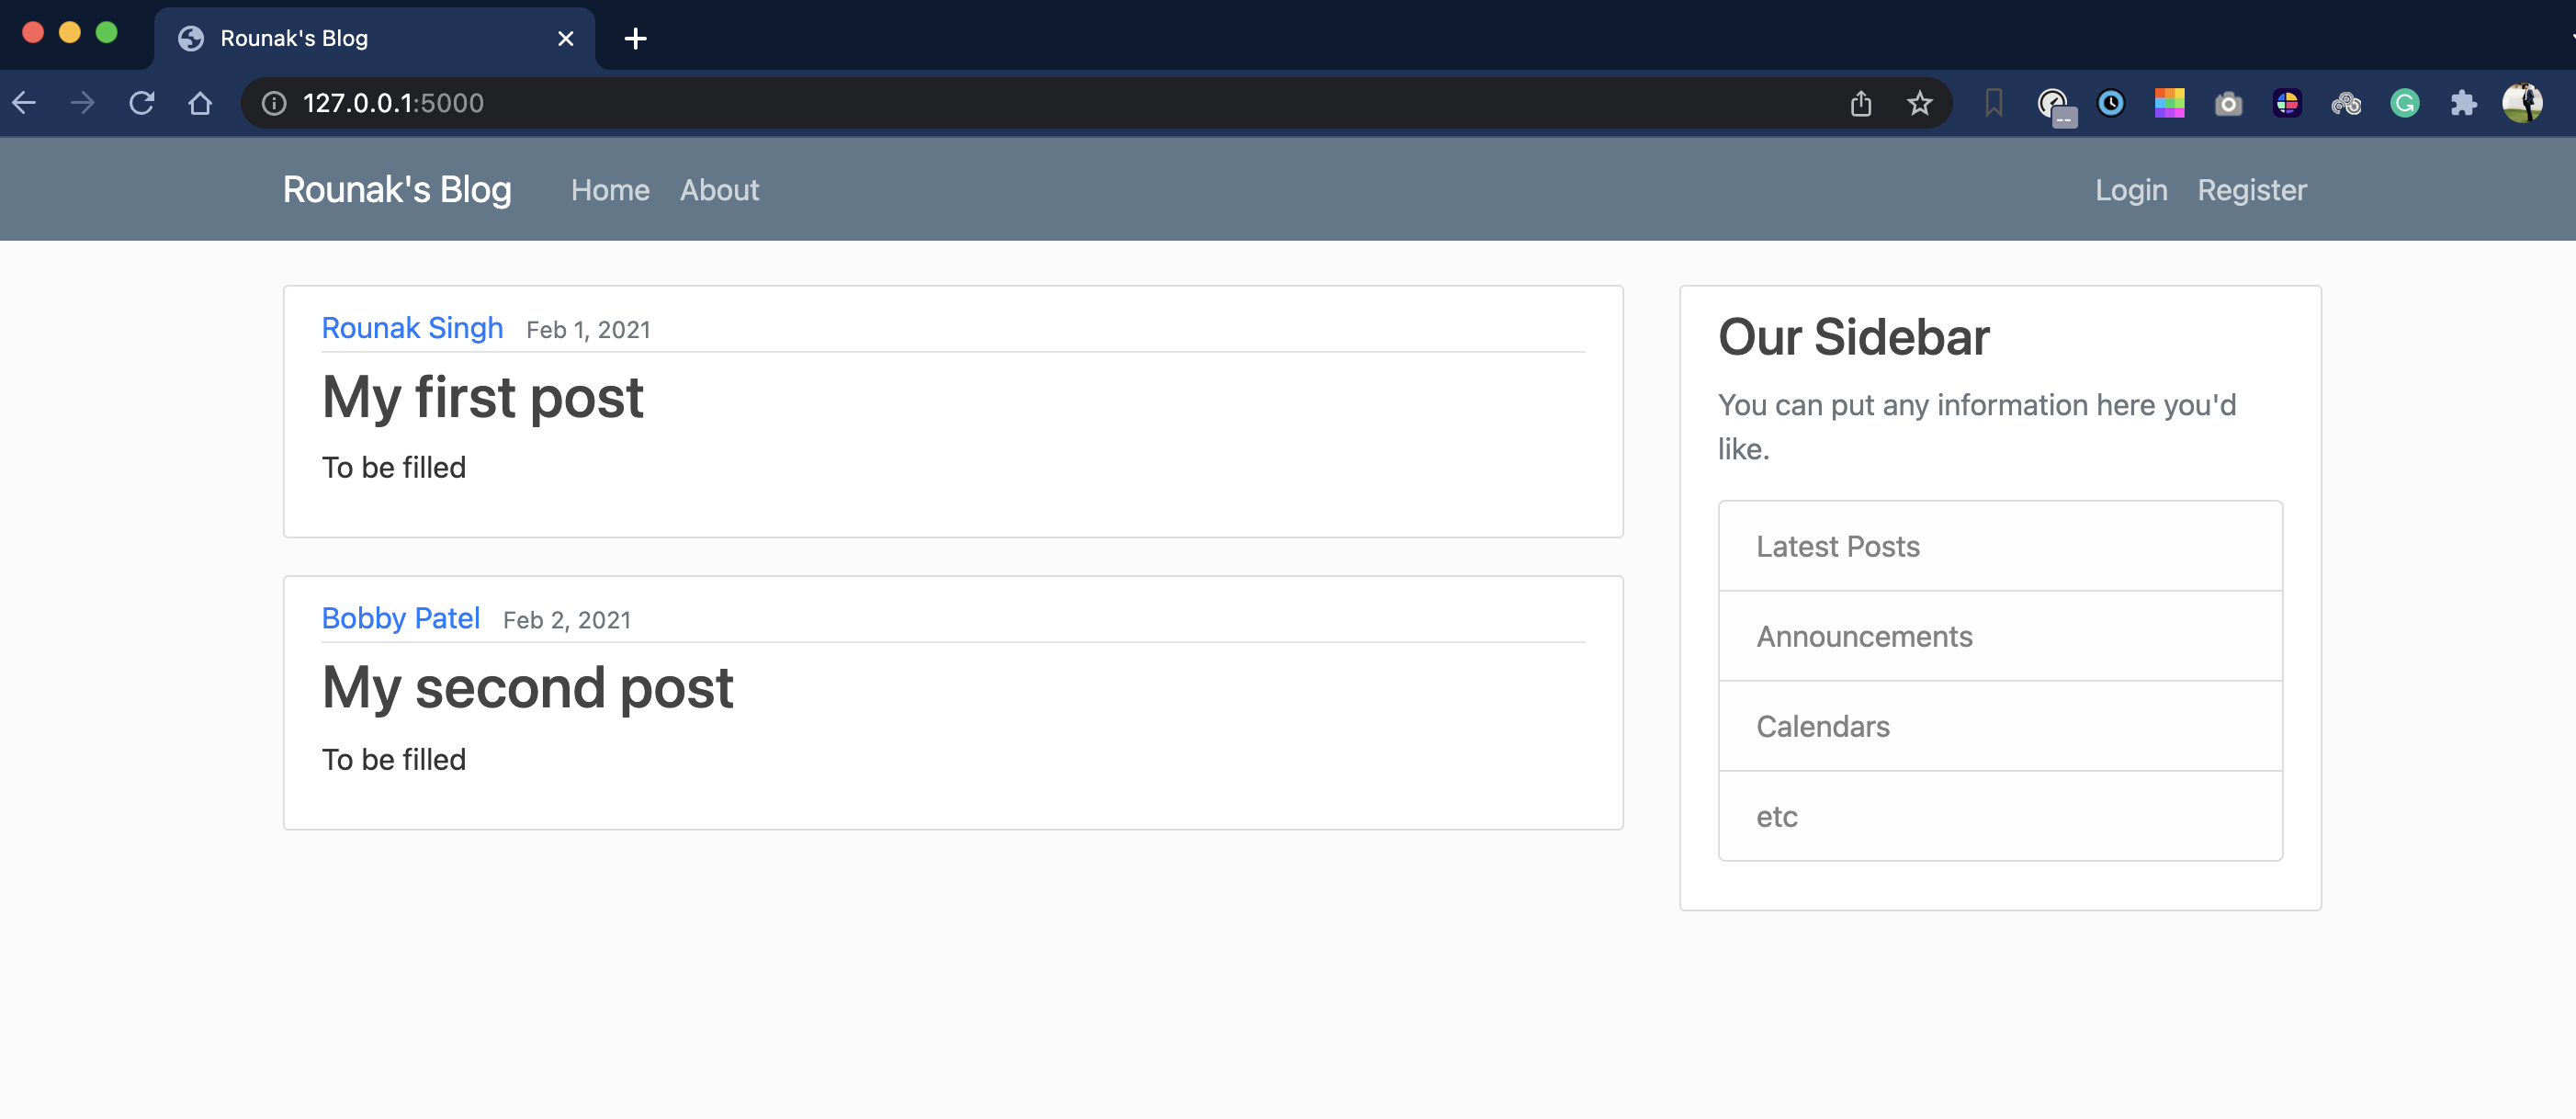 Rounak's Blog
127.0.0.1:5000
--
Rounak's Blog
Home
About
Login
Register
Rounak Singh Feb 1, 2021
My first post
To be filled
Bobby Patel Feb 2, 2021
My second post
To be filled
Our Sidebar
You can put any information here you'd
like.
Latest Posts
Announcements
Calendars
etc